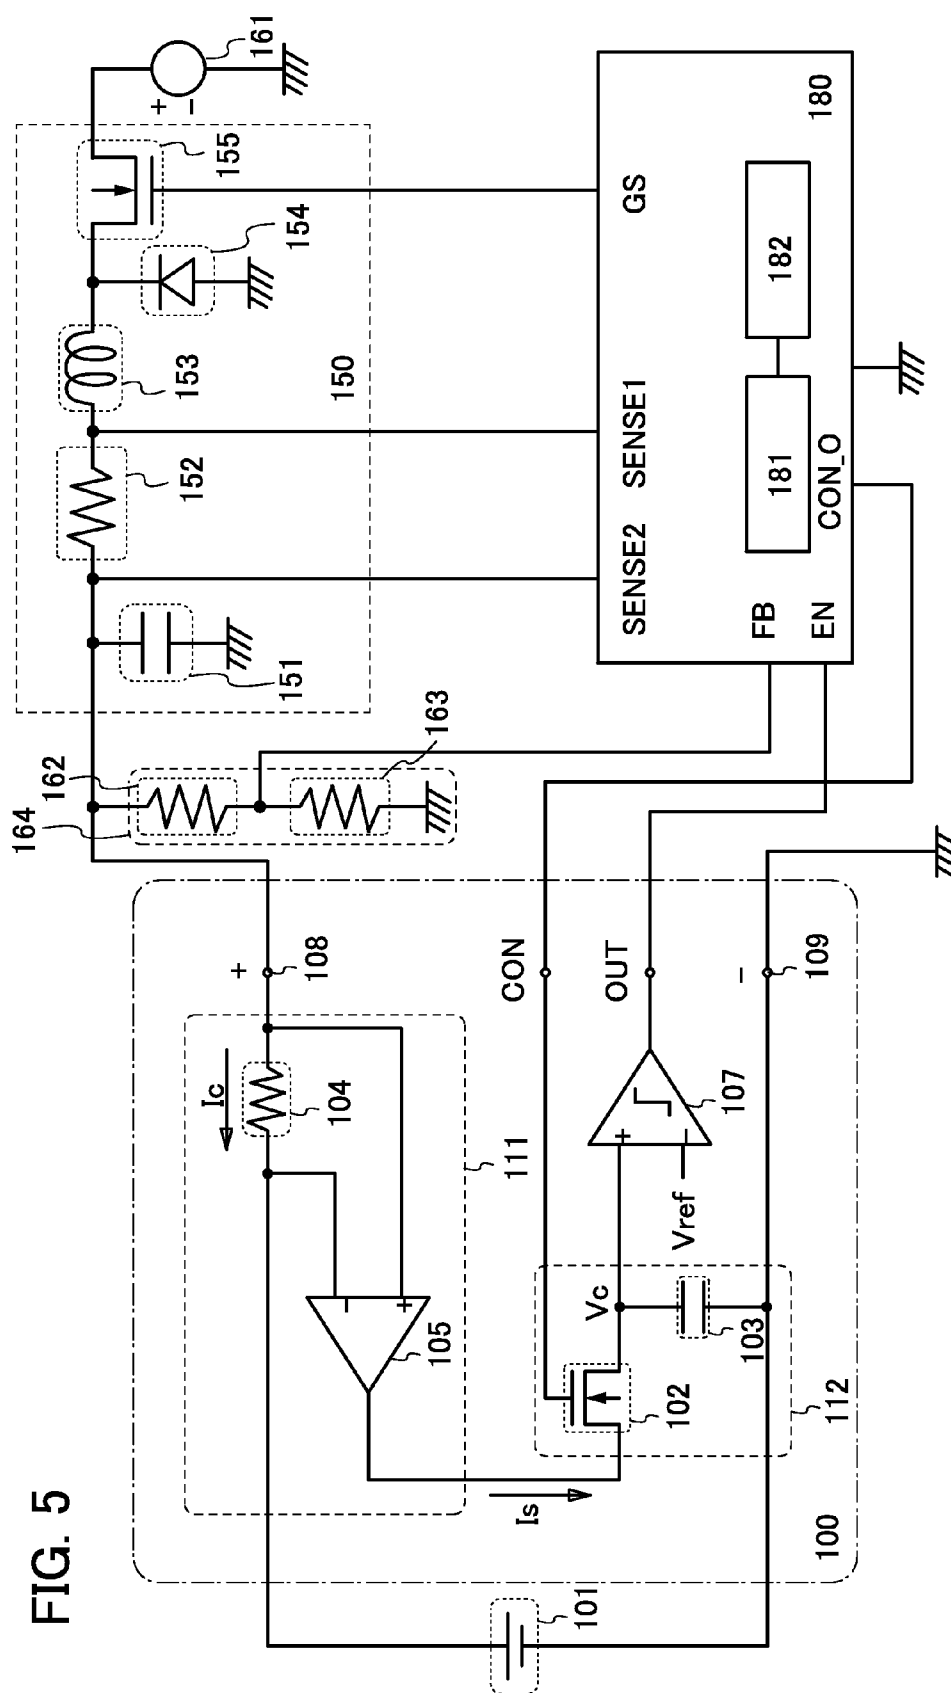 FIG. 5
161
+
−
155
154
153
152
151
150
162
163
164
180
GS
182
181
SENSE1
SENSE2
CON_O
FB
EN
+
108
CON
OUT
−
109
Ic
104
111
−
+
105
Is
107
+
−
Vref
Vc
103
102
112
100
101